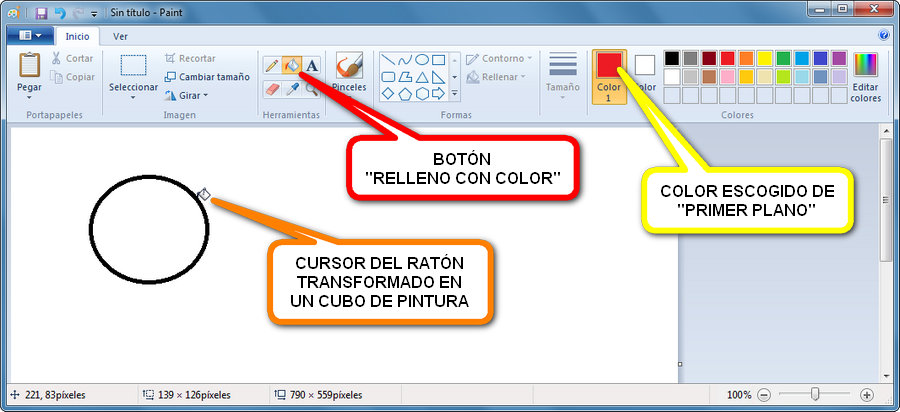 Sin título - Paint
Inicio
Ver
Pegar
Cortar
Copiar
Portapapeles
Seleccionar
Recortar
Cambiar tamaño
Girar
Imagen
A
Herramientas
Pinceles
Contorno
Rellenar
Formas
Tamaño
Color
1
olor
Editar
colores
Colores
BOTÓN
"RELLENO CON COLOR"
COLOR ESCOGIDO DE
"PRIMER PLANO"
CURSOR DEL RATÓN
TRANSFORMADO EN
UN CUBO DE PINTURA
221, 83píxeles
139 × 126píxeles
790 × 559píxeles
100%